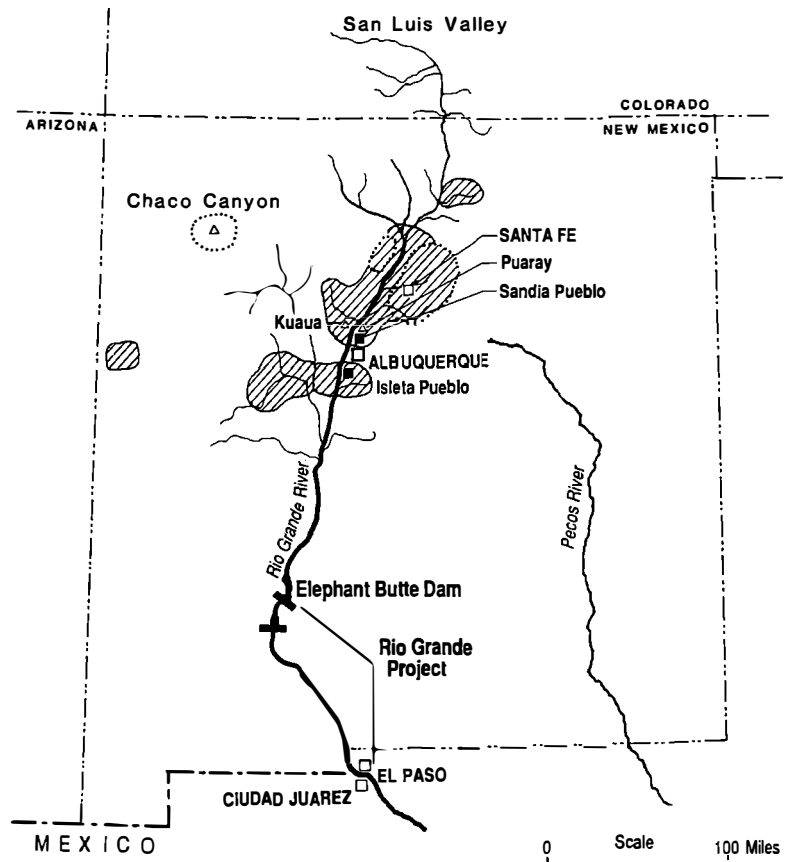 San Luis Valley
COLORADO
ARIZONA
NEW MEXICO
Chaco Canyon
SANTA FE
Puaray
Sandia Pueblo
Kuaua
ALBUQUERQUE
Isleta Pueblo
Rio Grande River
Pecos River
Elephant Butte Dam
Rio Grande
Project
EL PASO
CIUDAD JUAREZ
MEXICO
0 Scale 100 Miles